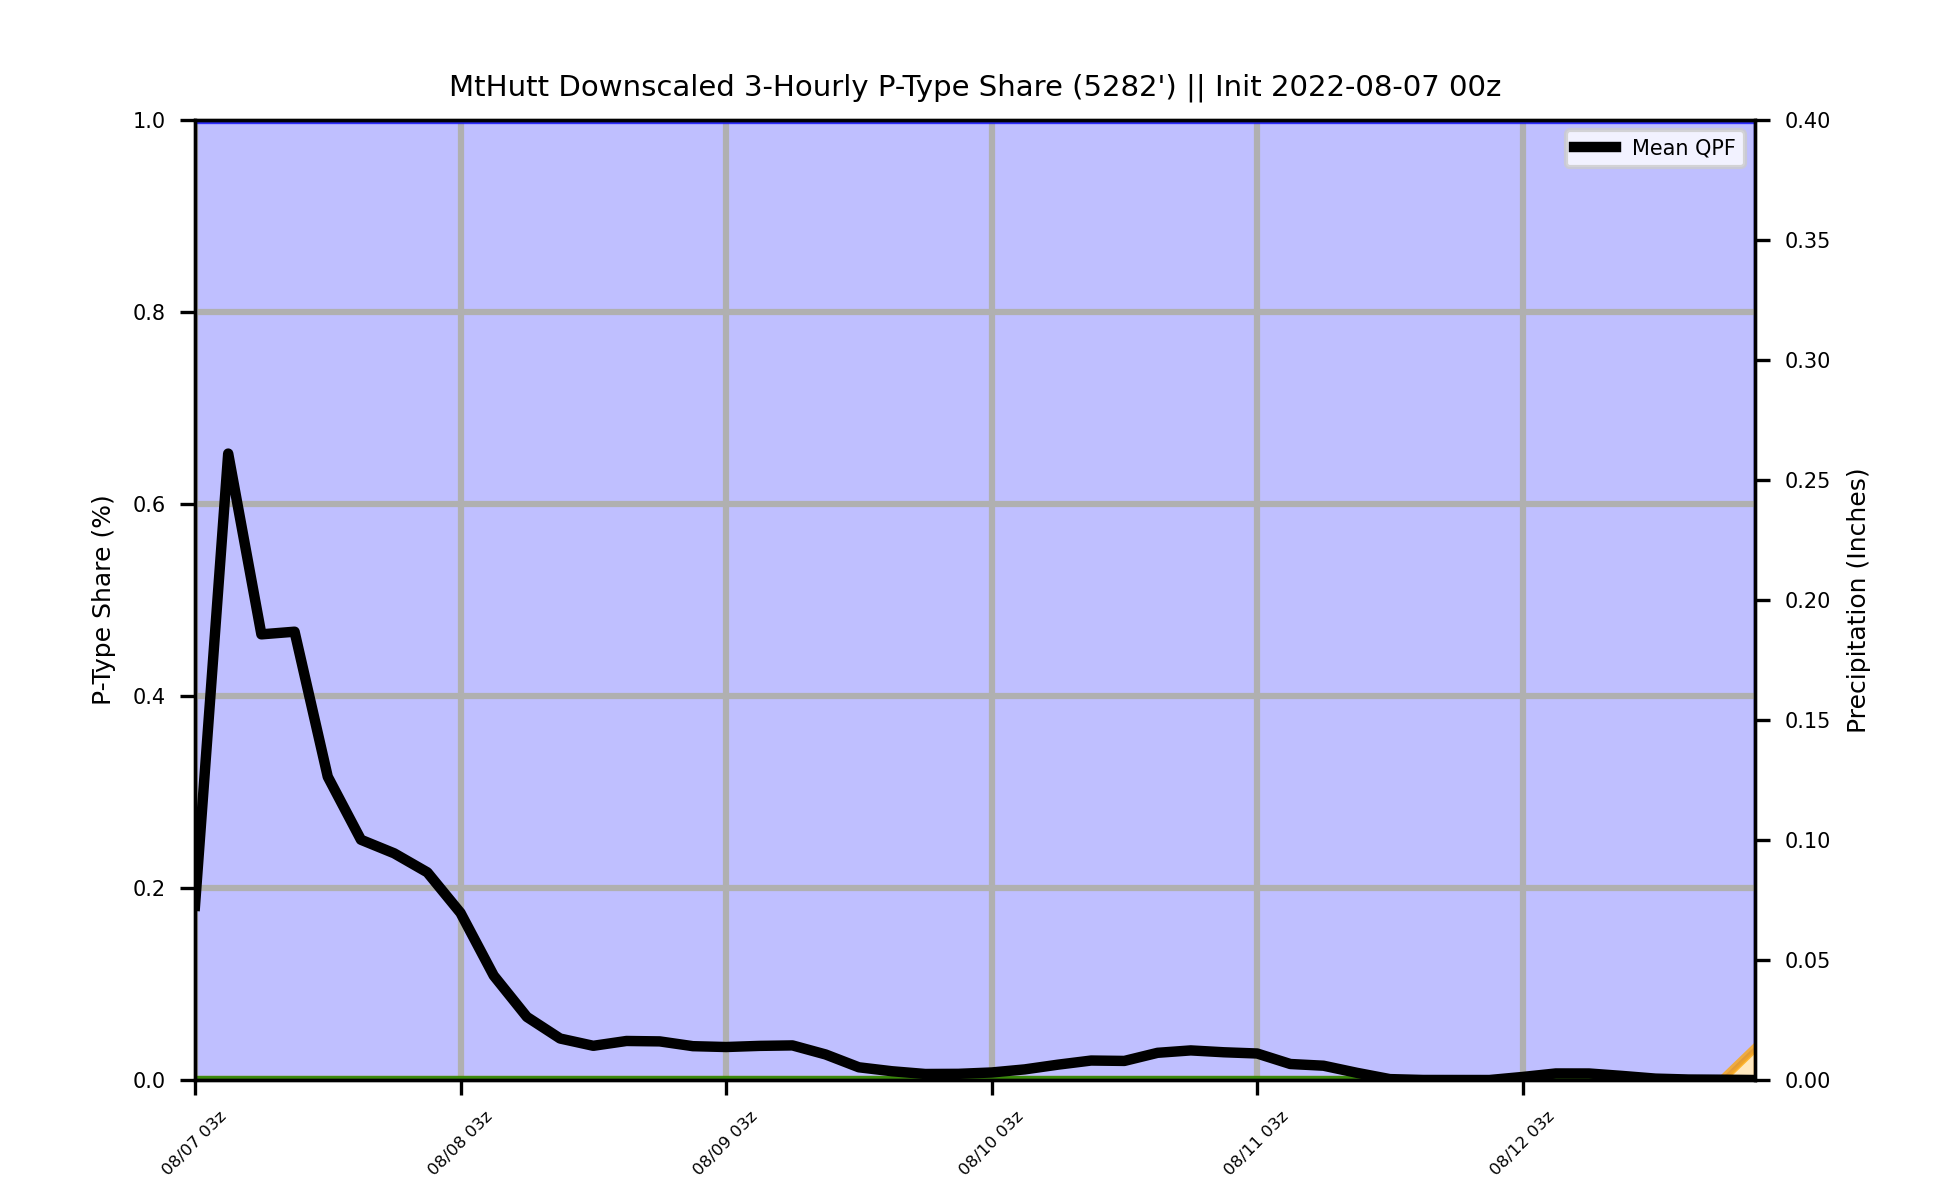 MtHutt Downscaled 3-Hourly P-Type Share (5282') || Init 2022-08-07 00z
Mean QPF
P-Type Share (%)
1.0
0.8
0.6
0.4
0.2
0.0
0.40
0.35
0.30
0.25
0.20
0.15
0.10
0.05
0.00
Precipitation (Inches)
08/07 03z
08/08 03z
08/09 03z
08/10 03z
08/11 03z
08/12 03z